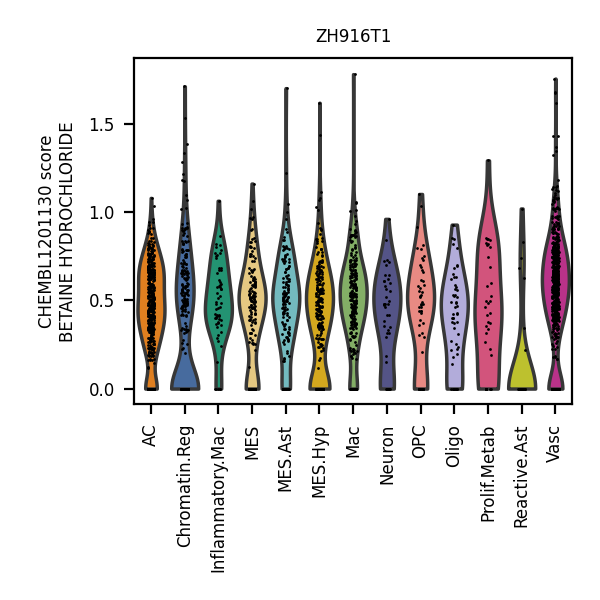 ZH916T1
CHEMBL1201130 score
BETAINE HYDROCHLORIDE
1.5
1.0
0.5
0.0
AC
Chromatin.Reg
Inflammatory.Mac
MES
MES.Ast
MES.Hyp
Mac
Neuron
OPC
Oligo
Prolif.Metab
Reactive.Ast
Vasc